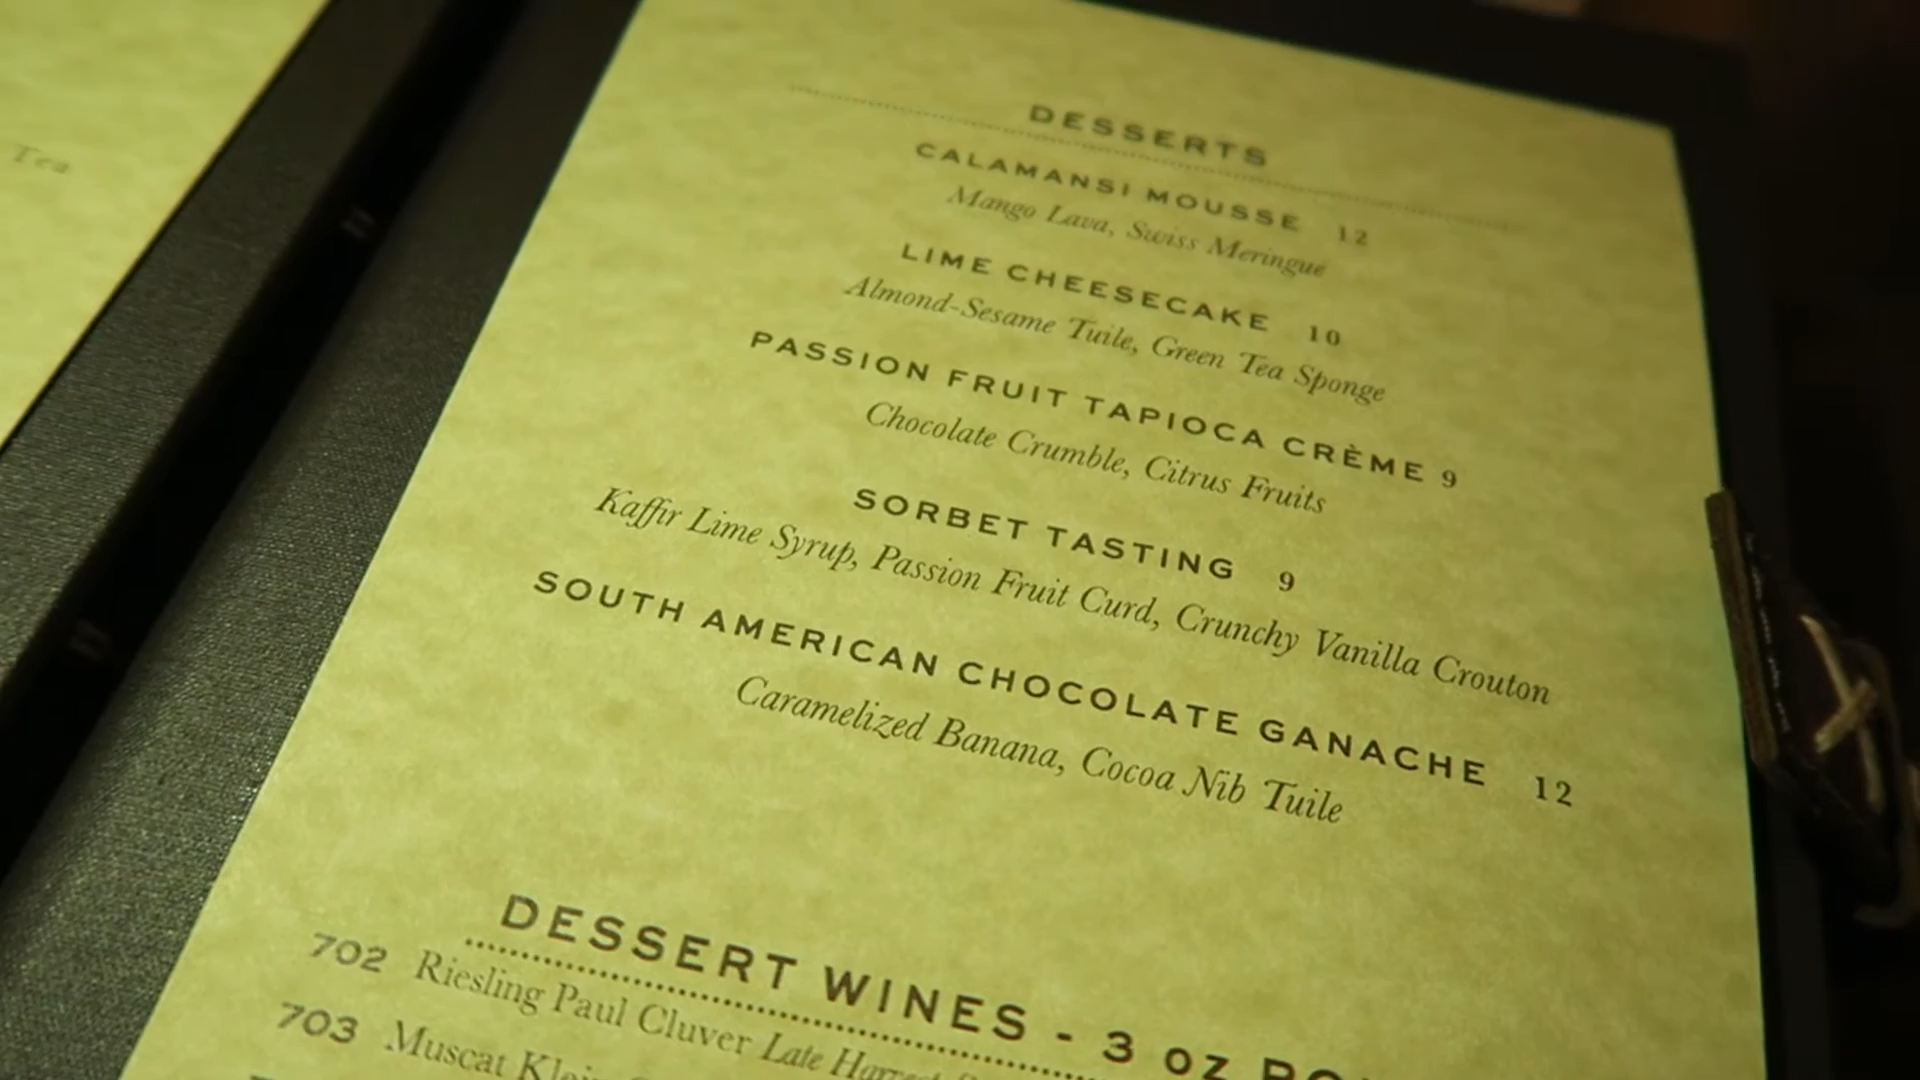 Tea
DESSERTS
CALAMANSI MOUSSE 12
Mango Lava, Swiss Meringue
LIME CHEESECAKE 10
Almond-Sesame Tuile, Green Tea Sponge
PASSION FRUIT TAPIOCA CRÈME 9
Chocolate Crumble, Citrus Fruits
SORBET TASTING 9
Kaffir Lime Syrup, Passion Fruit Curd, Crunchy Vanilla Crouton
SOUTH AMERICAN CHOCOLATE GANACHE 12
Caramelized Banana, Cocoa Nib Tuile
DESSERT WINES - 3 OZ
702 Riesling Paul Cluver Late
703 Muscat